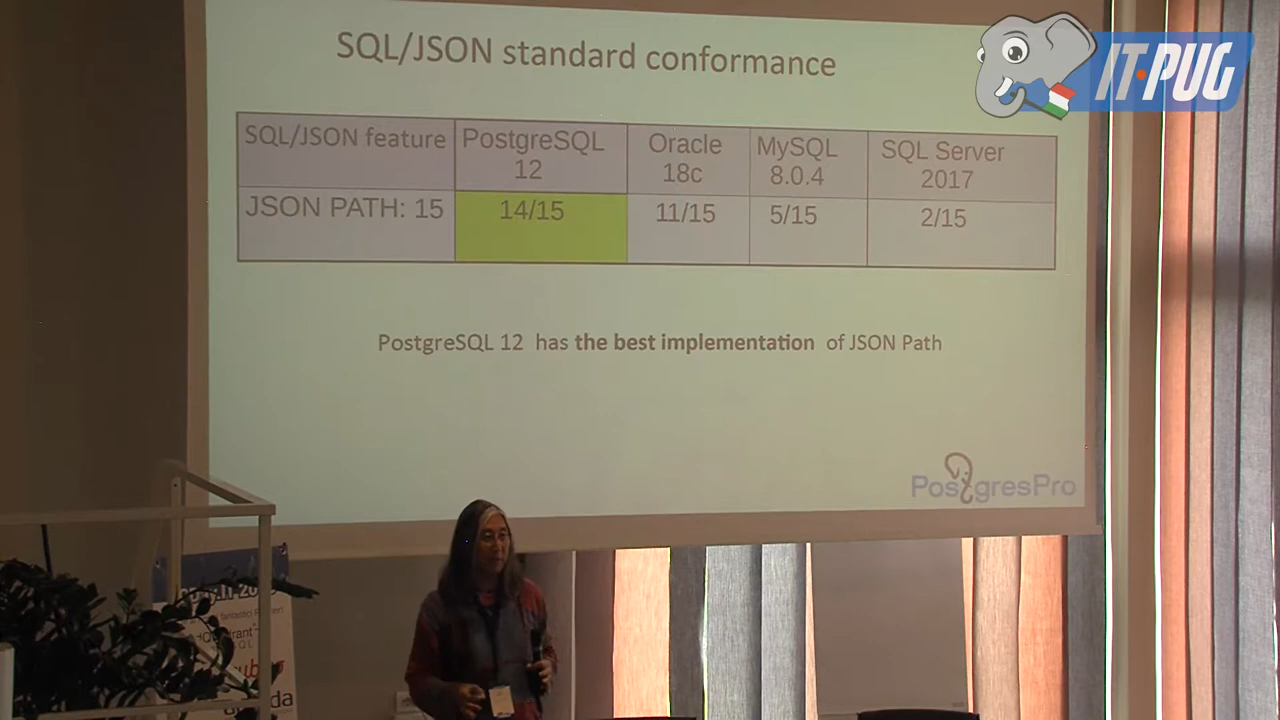 SQL/JSON standard conformance
IT-PUG
SQL/JSON feature
PostgreSQL
12
Oracle
18c
MySQL
8.0.4
SQL Server
2017
JSON PATH: 15
14/15
11/15
5/15
2/15
PostgreSQL 12 has the best implementation of JSON Path
PostgresPro